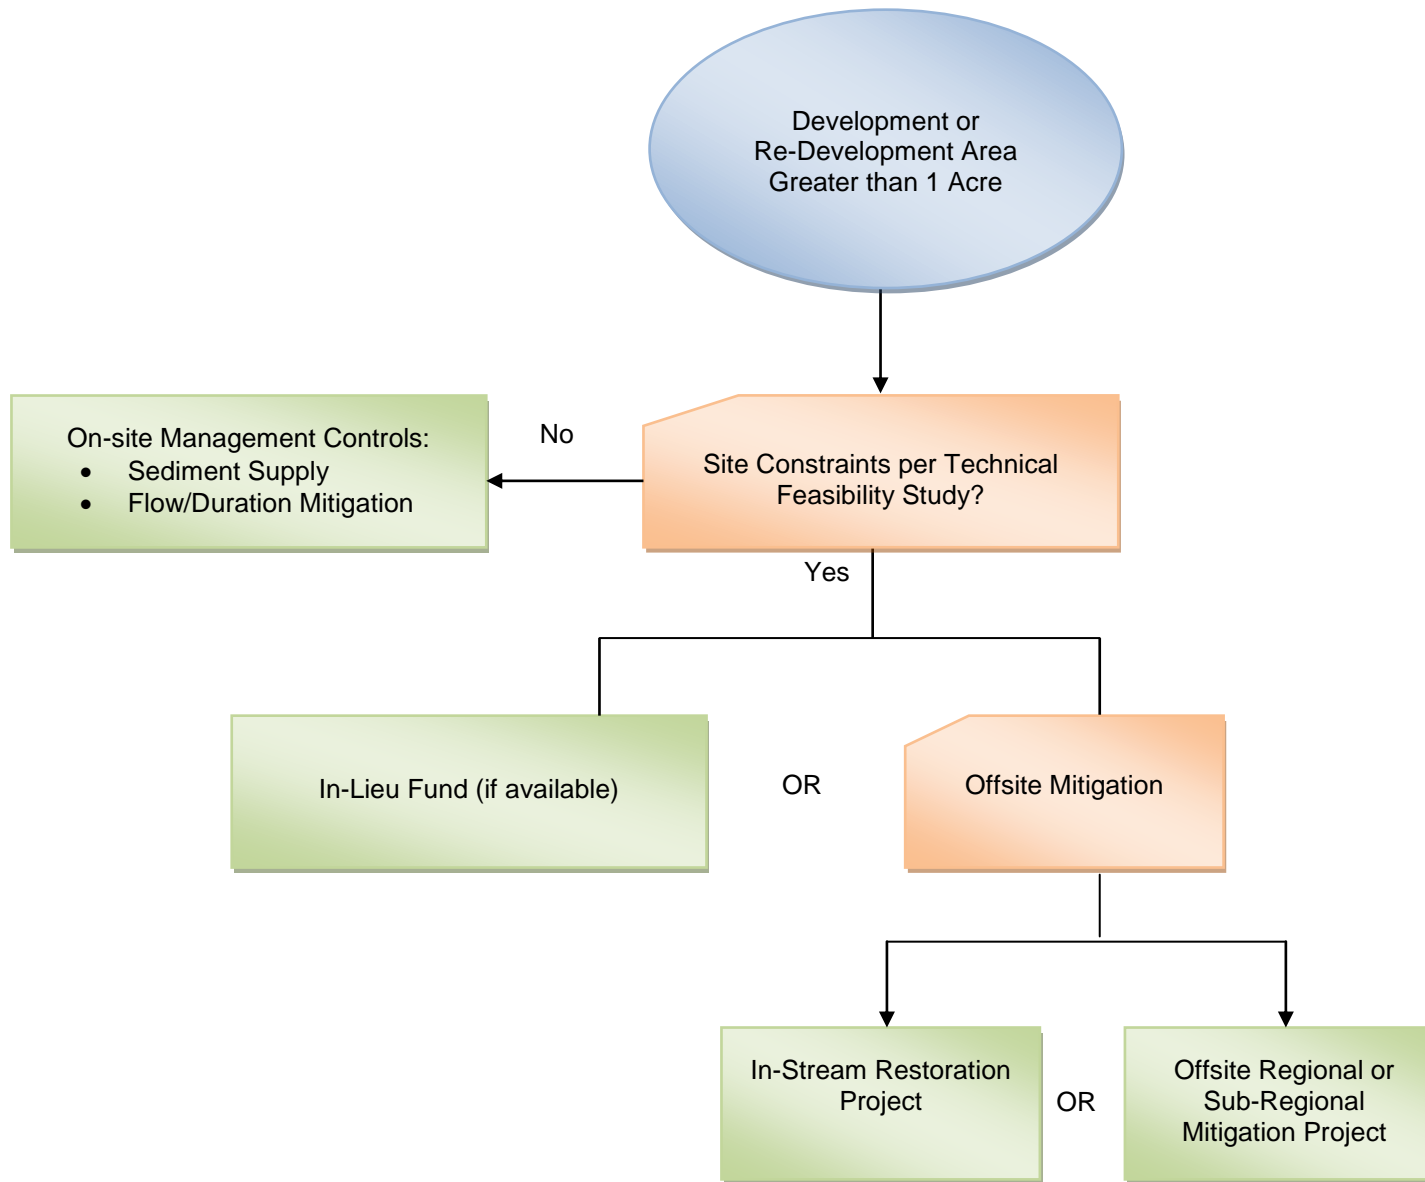 Development or
Re-Development Area
Greater than 1 Acre
On-site Management Controls:
• Sediment Supply
• Flow/Duration Mitigation
No
Site Constraints per Technical
Feasibility Study?
Yes
In-Lieu Fund (if available)
OR
Offsite Mitigation
In-Stream Restoration
Project
OR
Offsite Regional or
Sub-Regional
Mitigation Project